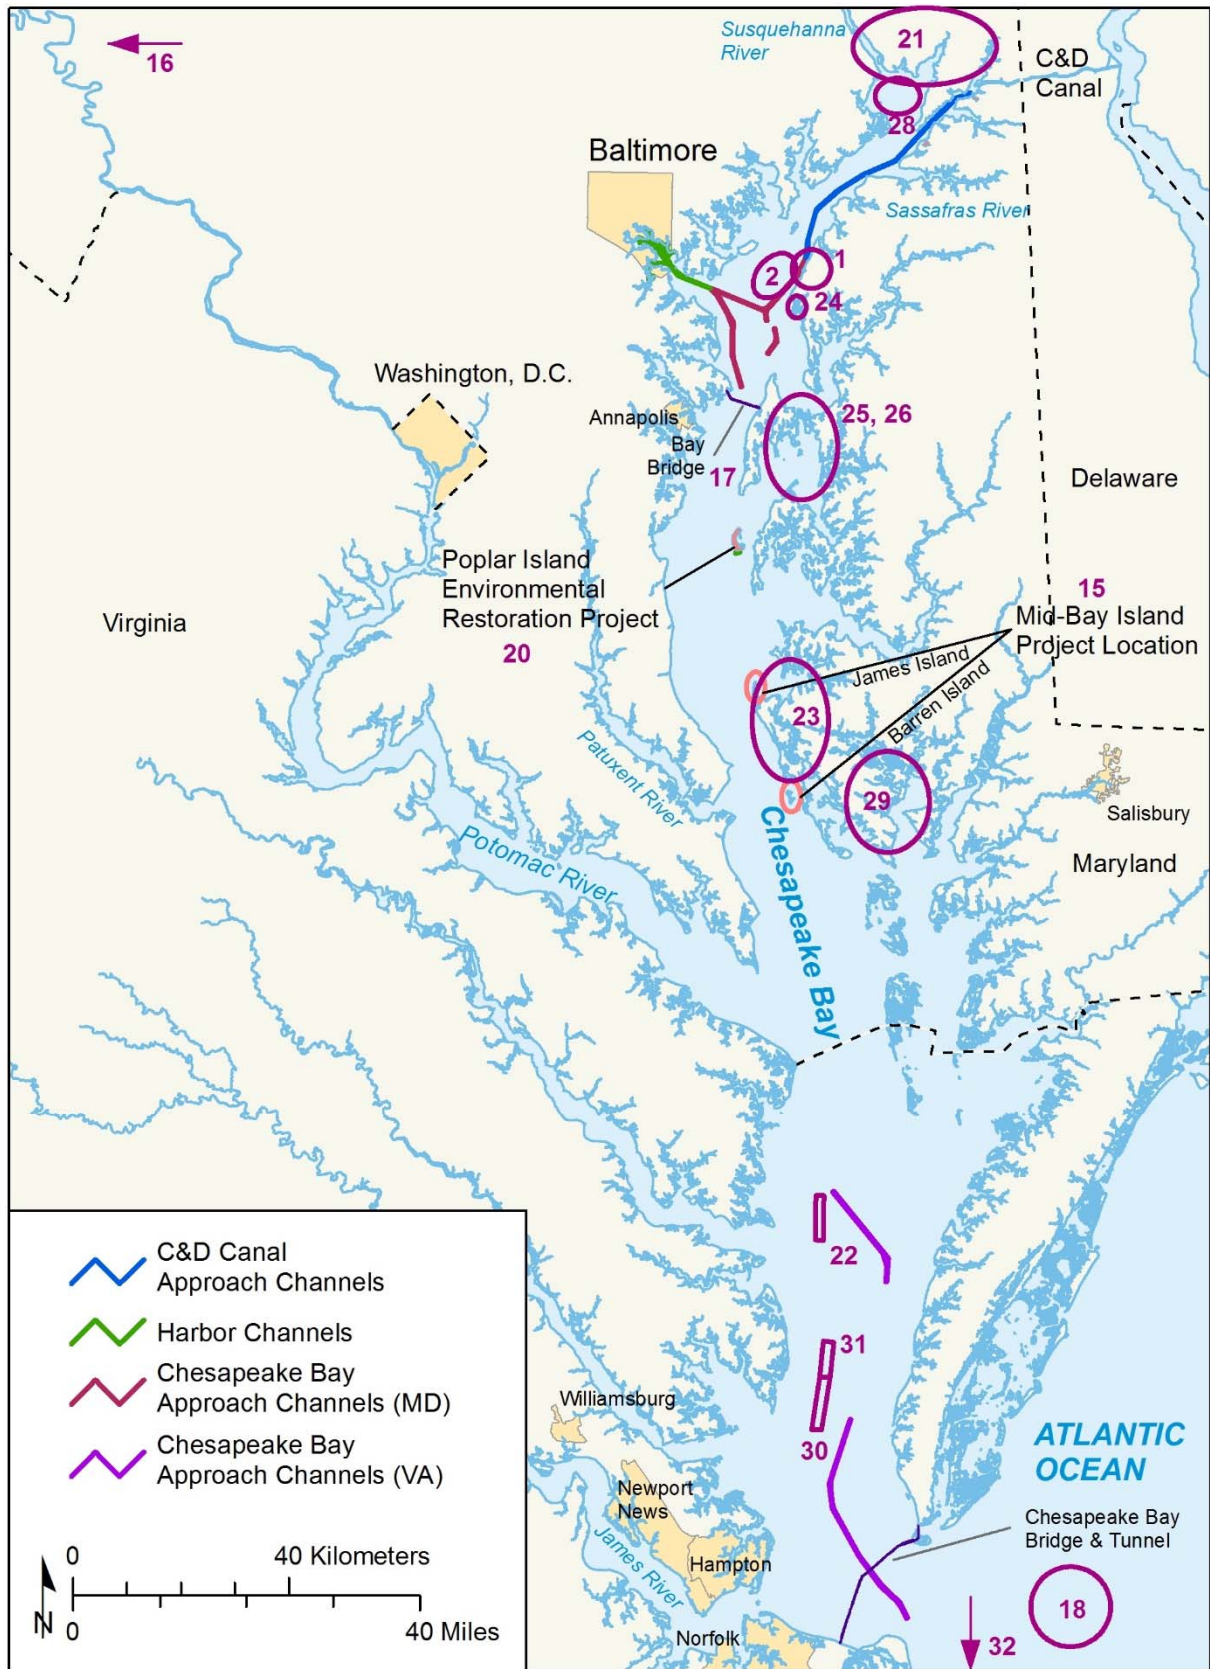 Susquehanna
River
21
16
C&D
Canal
28
Baltimore
Sassafras River
1
2
24
Washington, D.C.
Annapolis
25, 26
Bay
Bridge
17
Delaware
Poplar Island
Environmental
Restoration Project
20
15
Mid-Bay Island
Project Location
Virginia
James Island
23
Barren Island
Patuxent River
29
Salisbury
Chesapeake Bay
Potomac River
Maryland
22
C&D Canal
Approach Channels
Harbor Channels
Chesapeake Bay
Approach Channels (MD)
Chesapeake Bay
Approach Channels (VA)
0
40 Kilometers
N
0
40 Miles
31
Williamsburg
30
ATLANTIC
OCEAN
Newport
News
Chesapeake Bay
Bridge & Tunnel
James River
Hampton
18
Norfolk
32